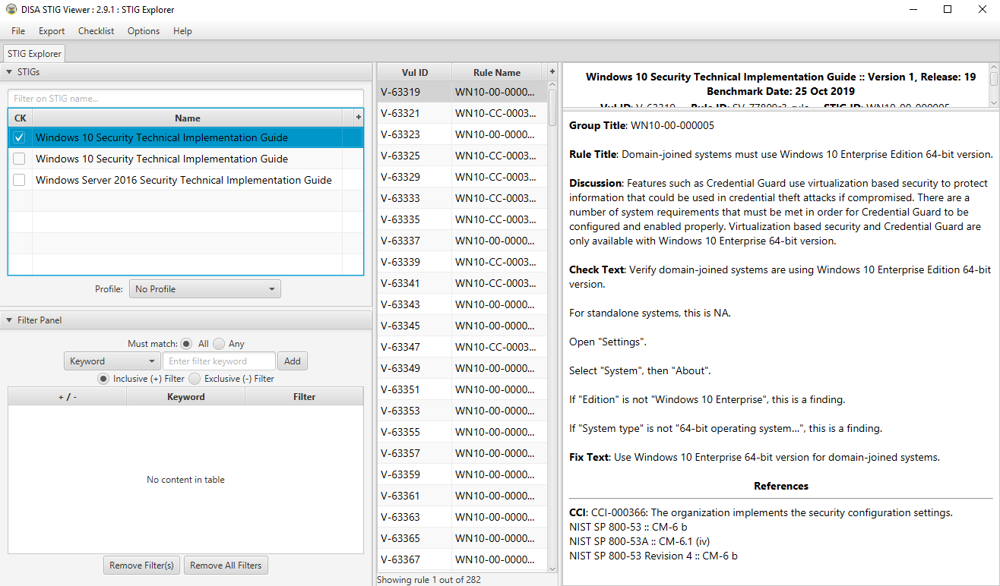 DISA STIG Viewer : 2.9.1 : STIG Explorer
File Export Checklist Options Help
STIG Explorer
STIGs
Filter on STIG name...
CK Name +
Windows 10 Security Technical Implementation Guide
Windows 10 Security Technical Implementation Guide
Windows Server 2016 Security Technical Implementation Guide
Profile: No Profile
Filter Panel
Must match: All Any
Keyword Enter filter keyword Add
Inclusive (+) Filter Exclusive (-) Filter
+ / - Keyword Filter
No content in table
Remove Filter(s) Remove All Filters
Vul ID Rule Name +
V-63319 WN10-00-0000...
V-63321 WN10-CC-0003...
V-63323 WN10-00-0000...
V-63325 WN10-CC-0003...
V-63329 WN10-CC-0003...
V-63333 WN10-CC-0003...
V-63335 WN10-CC-0003...
V-63337 WN10-00-0000...
V-63339 WN10-CC-0003...
V-63341 WN10-CC-0003...
V-63343 WN10-00-0000...
V-63345 WN10-00-0000...
V-63347 WN10-CC-0003...
V-63349 WN10-00-0000...
V-63351 WN10-00-0000...
V-63353 WN10-00-0000...
V-63355 WN10-00-0000...
V-63357 WN10-00-0000...
V-63359 WN10-00-0000...
V-63361 WN10-00-0000...
V-63363 WN10-00-0000...
V-63365 WN10-00-0000...
V-63367 WN10-00-0000...
Showing rule 1 out of 282
Windows 10 Security Technical Implementation Guide :: Version 1, Release: 19
Benchmark Date: 25 Oct 2019
Vul ID: V-63319 Rule ID: SV-77809r3_rule STIG ID: WN10-00-000005
Group Title: WN10-00-000005
Rule Title: Domain-joined systems must use Windows 10 Enterprise Edition 64-bit version.
Discussion: Features such as Credential Guard use virtualization based security to protect
information that could be used in credential theft attacks if compromised. There are a
number of system requirements that must be met in order for Credential Guard to be
configured and enabled properly. Virtualization based security and Credential Guard are
only available with Windows 10 Enterprise 64-bit version.
Check Text: Verify domain-joined systems are using Windows 10 Enterprise Edition 64-bit
version.
For standalone systems, this is NA.
Open "Settings".
Select "System", then "About".
If "Edition" is not "Windows 10 Enterprise", this is a finding.
If "System type" is not "64-bit operating system…", this is a finding.
Fix Text: Use Windows 10 Enterprise 64-bit version for domain-joined systems.
References
CCI: CCI-000366: The organization implements the security configuration settings.
NIST SP 800-53 :: CM-6 b
NIST SP 800-53A :: CM-6.1 (iv)
NIST SP 800-53 Revision 4 :: CM-6 b